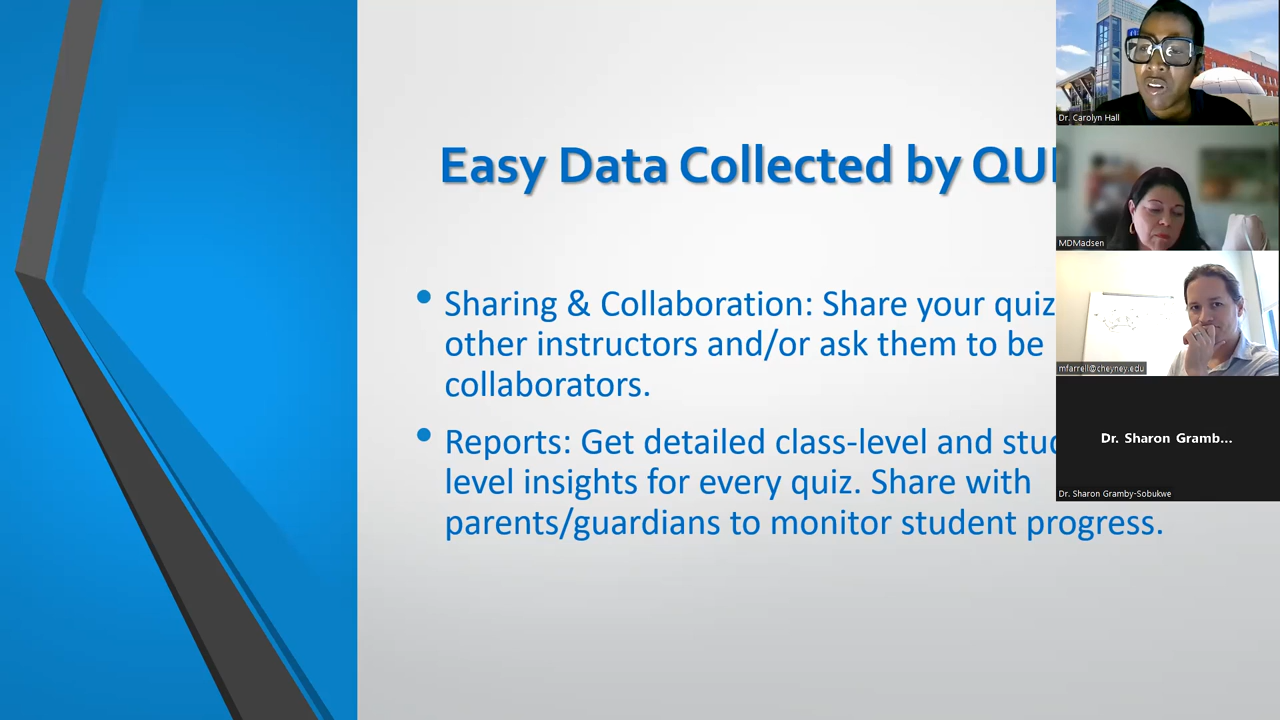 Easy Data Collected by QUI
Sharing & Collaboration: Share your quiz
other instructors and/or ask them to be
collaborators.
Reports: Get detailed class-level and stud
level insights for every quiz. Share with
parents/guardians to monitor student progress.
Dr. Carolyn Hall
MDMadsen
mfarrell@cheyney.edu
Dr. Sharon Gramb...
Dr. Sharon Gramby-Sobukwe